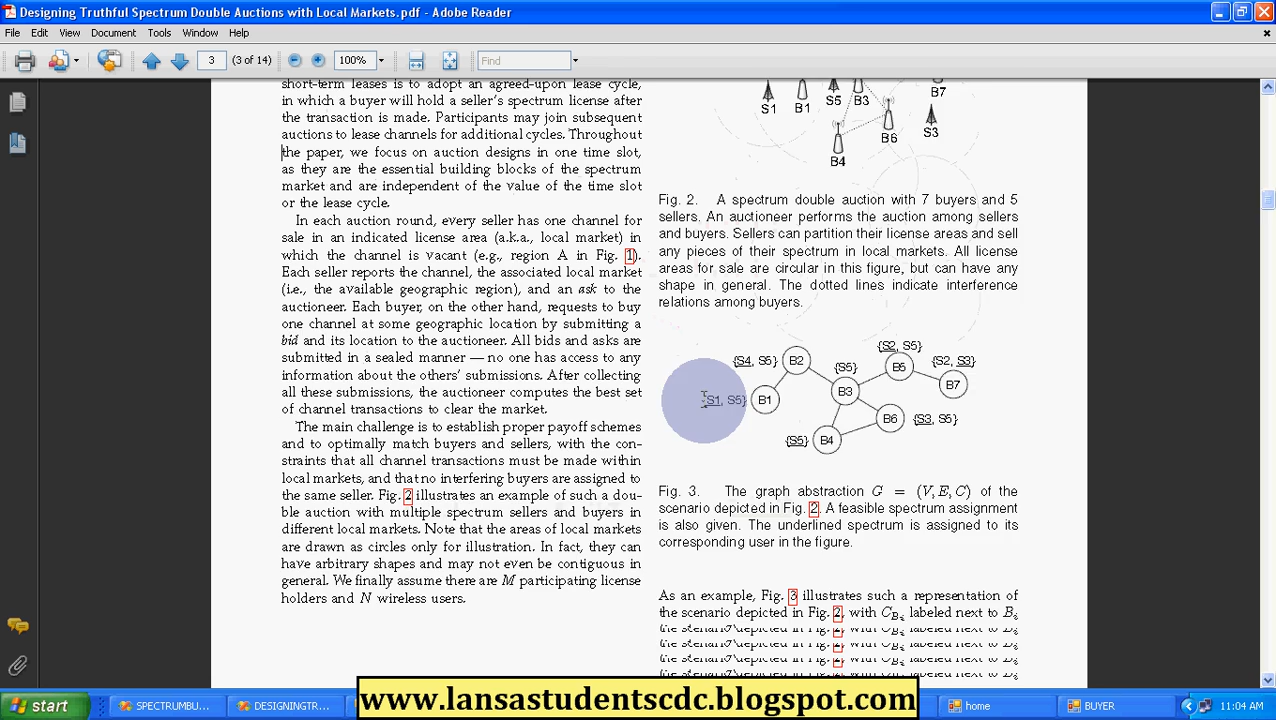 Designing Truthful Spectrum Double Auctions with Local Markets.pdf - Adobe Reader
File Edit View Document Tools Window Help
3 (3 of 14) 100% Find
short-term leases is to adopt an agreed-upon lease cycle,
in which a buyer will hold a seller's spectrum license after
the transaction is made. Participants may join subsequent
auctions to lease channels for additional cycles. Throughout
the paper, we focus on auction designs in one time slot,
as they are the essential building blocks of the spectrum
market and are independent of the value of the time slot
or the lease cycle.
In each auction round, every seller has one channel for
sale in an indicated license area (a.k.a., local market) in
which the channel is vacant (e.g., region A in Fig. 1).
Each seller reports the channel, the associated local market
(i.e., the available geographic region), and an ask to the
auctioneer. Each buyer, on the other hand, requests to buy
one channel at some geographic location by submitting a
bid and its location to the auctioneer. All bids and asks are
submitted in a sealed manner — no one has access to any
information about the others' submissions. After collecting
all these submissions, the auctioneer computes the best set
of channel transactions to clear the market.
The main challenge is to establish proper payoff schemes
and to optimally match buyers and sellers, with the con-
straints that all channel transactions must be made within
local markets, and that no interfering buyers are assigned to
the same seller. Fig. 2 illustrates an example of such a dou-
ble auction with multiple spectrum sellers and buyers in
different local markets. Note that the areas of local markets
are drawn as circles only for illustration. In fact, they can
have arbitrary shapes and may not even be contiguous in
general. We finally assume there are M participating license
holders and N wireless users.
S1 B1 S5 B3 B7
B6 S3
B4
Fig. 2. A spectrum double auction with 7 buyers and 5
sellers. An auctioneer performs the auction among sellers
and buyers. Sellers can partition their license areas and sell
any pieces of their spectrum in local markets. All license
areas for sale are circular in this figure, but can have any
shape in general. The dotted lines indicate interference
relations among buyers.
{S2, S5}
{S4, S5} B2 {S5} B5 {S2, S3}
B7
{S1, S5} B1 B3
B6 {S3, S5}
{S5} B4
Fig. 3. The graph abstraction G = (V, E, C) of the
scenario depicted in Fig. 2. A feasible spectrum assignment
is also given. The underlined spectrum is assigned to its
corresponding user in the figure.
As an example, Fig. 3 illustrates such a representation of
the scenario depicted in Fig. 2, with C_{B_i} labeled next to B_i
www.lansastudentscdc.blogspot.com
start SPECTRUMBU... DESIGNINGTR... home BUYER 11:04 AM